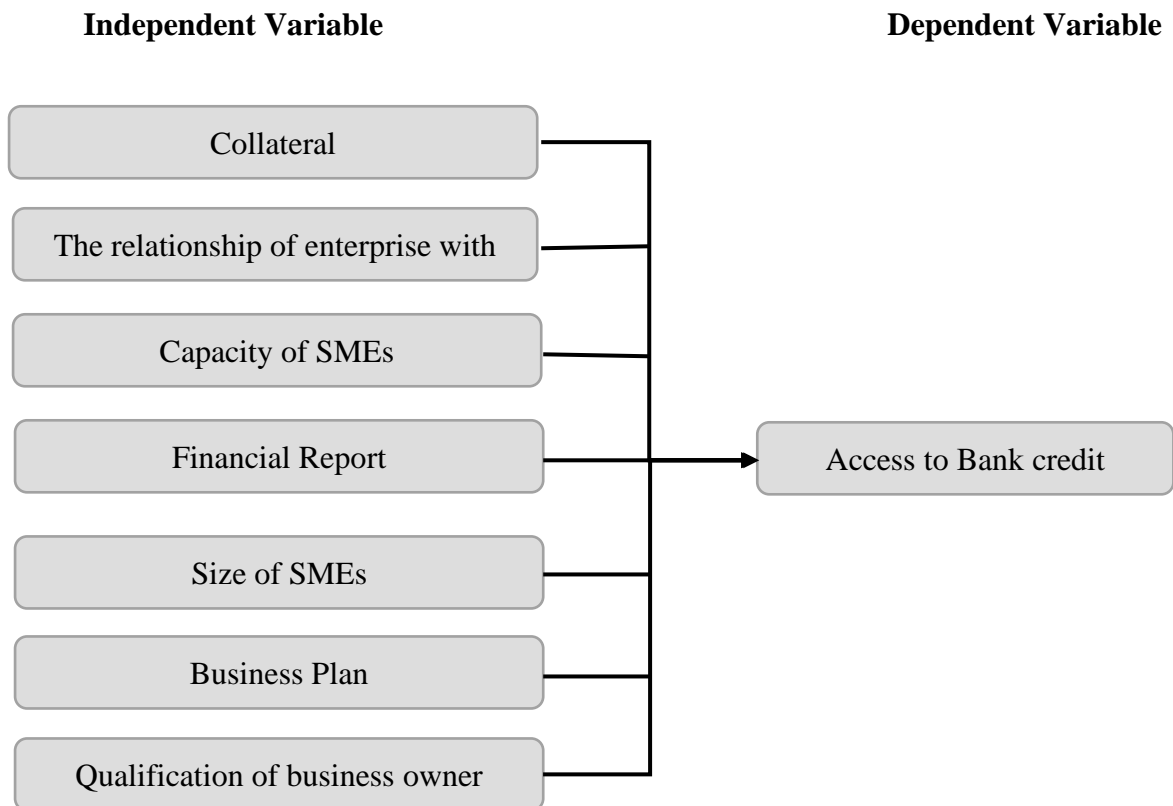 Independent Variable
Dependent Variable
Collateral
The relationship of enterprise with
Capacity of SMEs
Financial Report
Access to Bank credit
Size of SMEs
Business Plan
Qualification of business owner